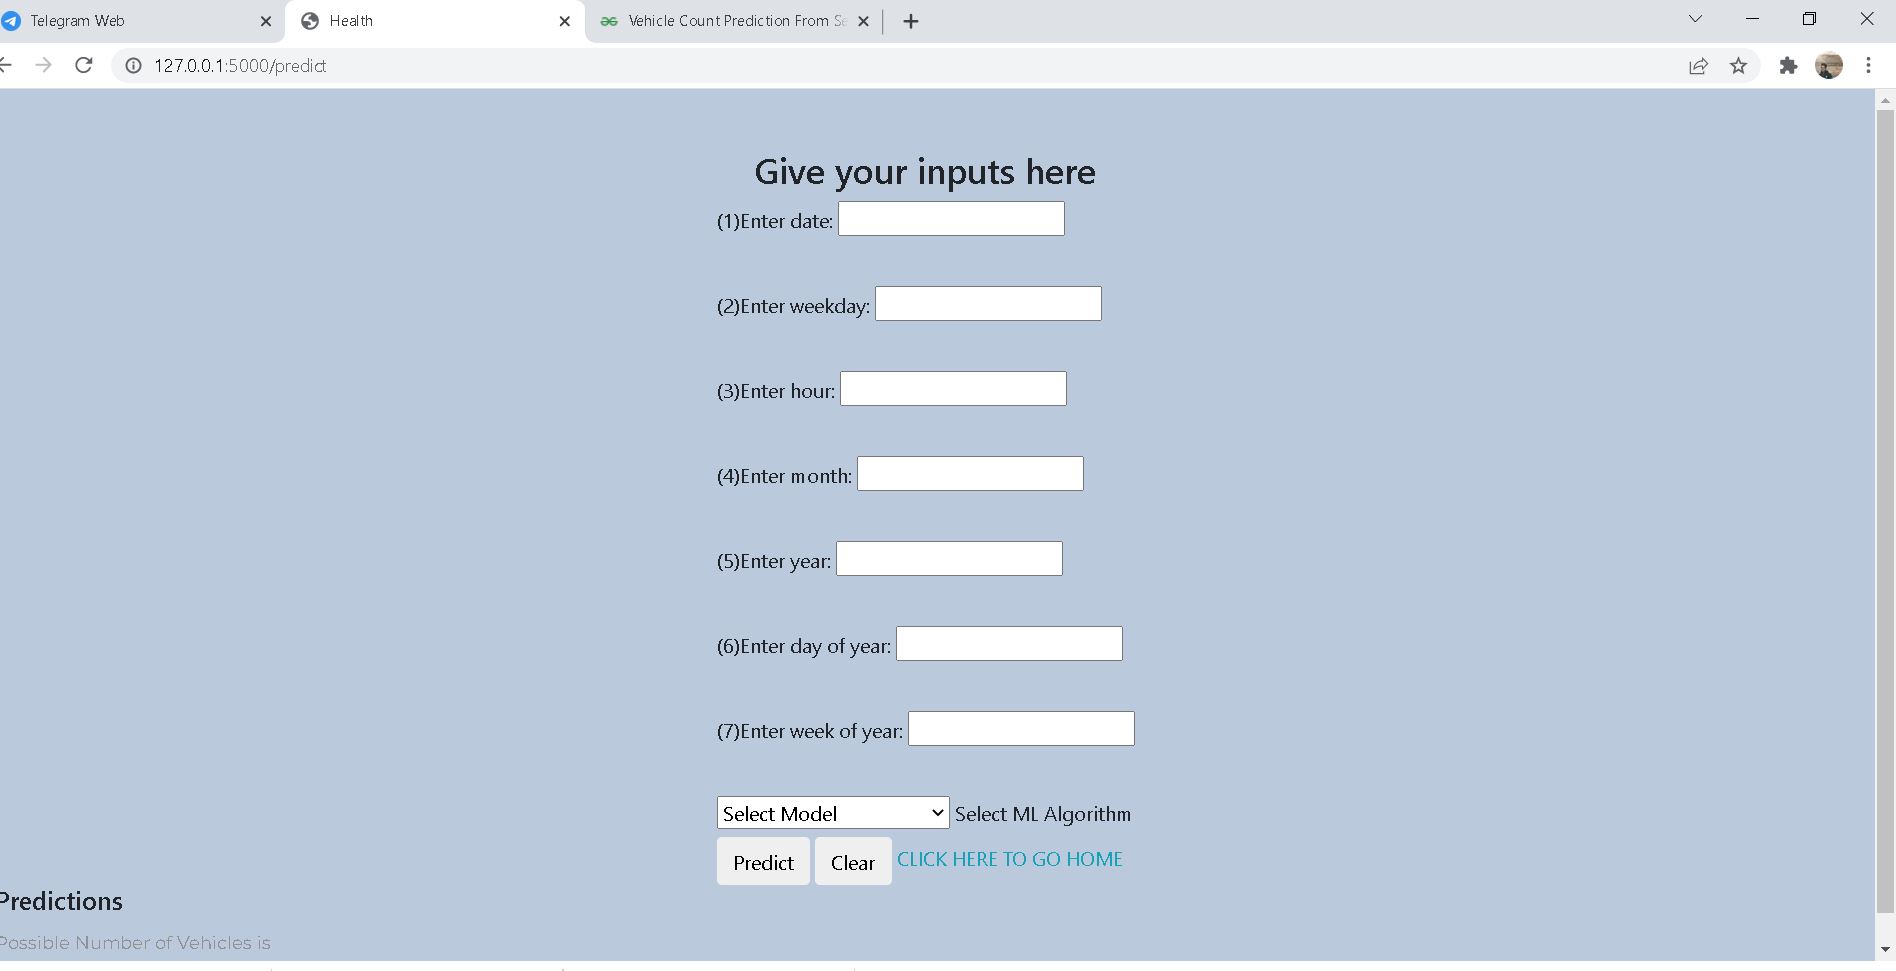 Telegram Web
Health
Vehicle Count Prediction From Se
127.0.0.1:5000/predict
Give your inputs here
(1)Enter date:
(2)Enter weekday:
(3)Enter hour:
(4)Enter month:
(5)Enter year:
(6)Enter day of year:
(7)Enter week of year:
Select Model Select ML Algorithm
Predict Clear CLICK HERE TO GO HOME
Predictions
Possible Number of Vehicles is